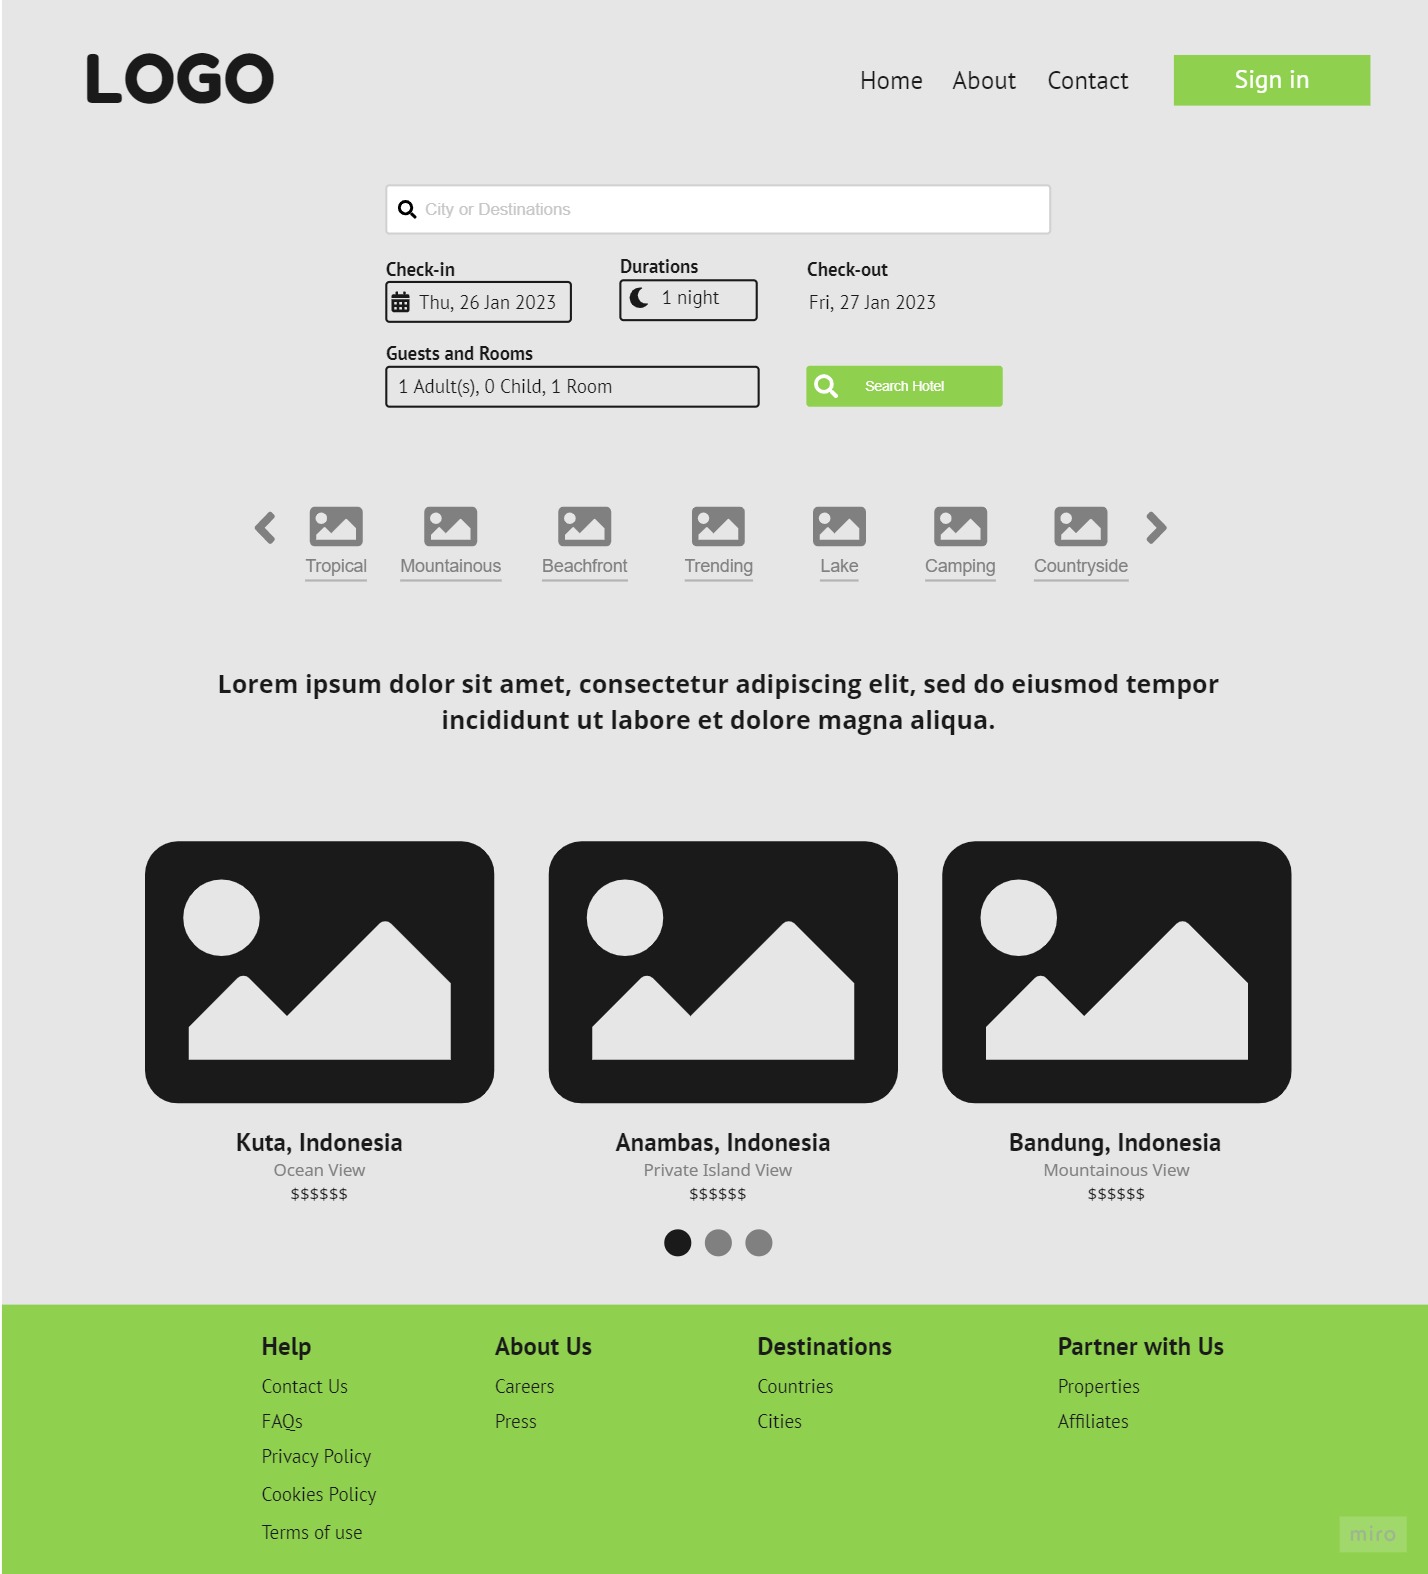 LOGO
Home About Contact Sign in
City or Destinations
Check-in Durations Check-out
Thu, 26 Jan 2023 1 night Fri, 27 Jan 2023
Guests and Rooms
1 Adult(s), 0 Child, 1 Room Search Hotel
Tropical Mountainous Beachfront Trending Lake Camping Countryside
Lorem ipsum dolor sit amet, consectetur adipiscing elit, sed do eiusmod tempor
incididunt ut labore et dolore magna aliqua.
Kuta, Indonesia
Ocean View
$$$$$$
Anambas, Indonesia
Private Island View
$$$$$$
Bandung, Indonesia
Mountainous View
$$$$$$
Help
Contact Us
FAQs
Privacy Policy
Cookies Policy
Terms of use
About Us
Careers
Press
Destinations
Countries
Cities
Partner with Us
Properties
Affiliates
miro